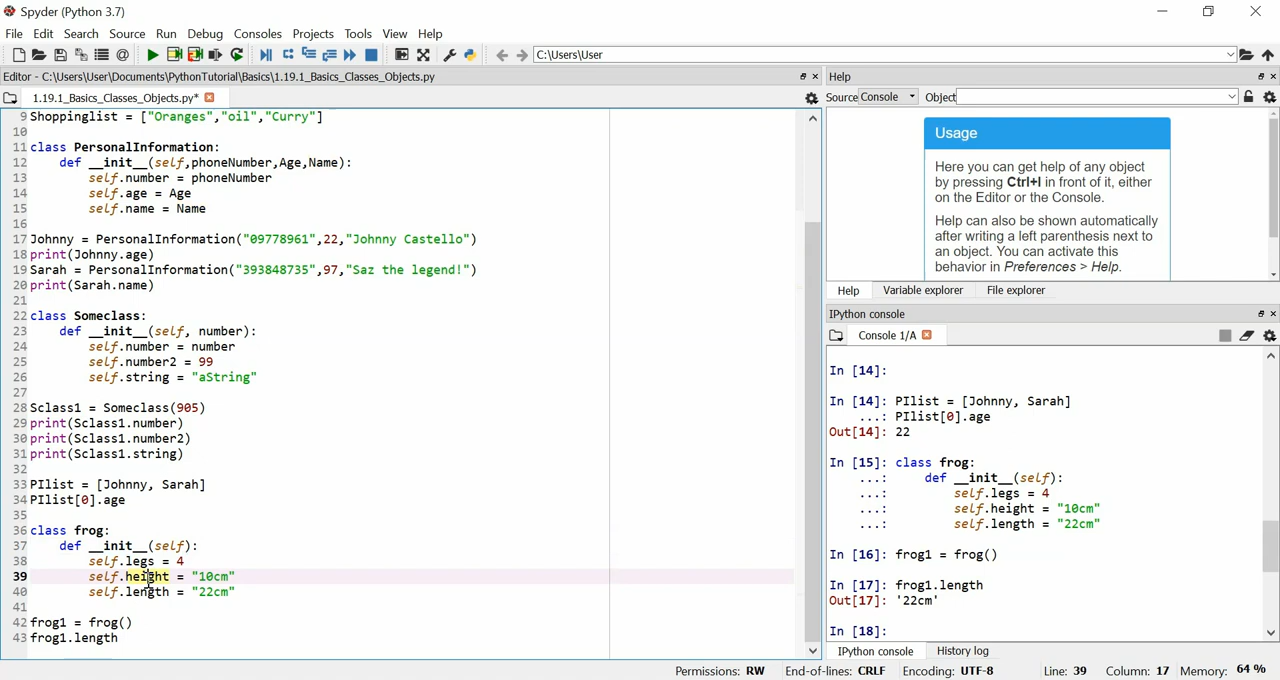 Spyder (Python 3.7)
File Edit Search Source Run Debug Consoles Projects Tools View Help
C:\Users\User
Editor - C:\Users\User\Documents\PythonTutorial\Basics\1.19.1_Basics_Classes_Objects.py
Help
1.19.1_Basics_Classes_Objects.py*
Source Console Object
9 Shoppinglist = ["Oranges","oil","Curry"]
10
11 class PersonalInformation:
12 def __init__(self,phoneNumber,Age,Name):
13 self.number = phoneNumber
14 self.age = Age
15 self.name = Name
16
17 Johnny = PersonalInformation("09778961",22,"Johnny Castello")
18 print(Johnny.age)
19 Sarah = PersonalInformation("393848735",97,"Saz the legend!")
20 print(Sarah.name)
21
22 class Someclass:
23 def __init__(self, number):
24 self.number = number
25 self.number2 = 99
26 self.string = "aString"
27
28 Sclass1 = Someclass(905)
29 print(Sclass1.number)
30 print(Sclass1.number2)
31 print(Sclass1.string)
32
33 PIlist = [Johnny, Sarah]
34 PIlist[0].age
35
36 class frog:
37 def __init__(self):
38 self.legs = 4
39 self.height = "10cm"
40 self.length = "22cm"
41
42 frog1 = frog()
43 frog1.length
Usage
Here you can get help of any object
by pressing Ctrl+I in front of it, either
on the Editor or the Console.
Help can also be shown automatically
after writing a left parenthesis next to
an object. You can activate this
behavior in Preferences > Help.
Help Variable explorer File explorer
IPython console
Console 1/A
In [14]:
In [14]: PIlist = [Johnny, Sarah]
...: PIlist[0].age
Out[14]: 22
In [15]: class frog:
...: def __init__(self):
...: self.legs = 4
...: self.height = "10cm"
...: self.length = "22cm"
In [16]: frog1 = frog()
In [17]: frog1.length
Out[17]: '22cm'
In [18]:
IPython console History log
Permissions: RW End-of-lines: CRLF Encoding: UTF-8 Line: 39 Column: 17 Memory: 64 %